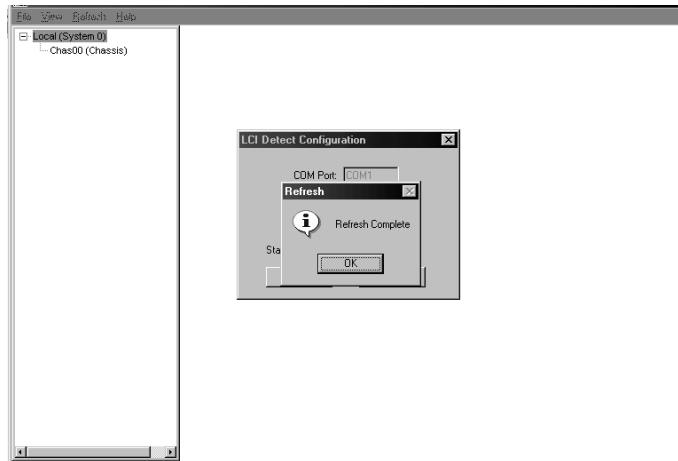 File View Refresh Help
Local (System 0)
Chas00 (Chassis)
LCI Detect Configuration
COM Port: COM1
Refresh
Refresh Complete
Sta
OK